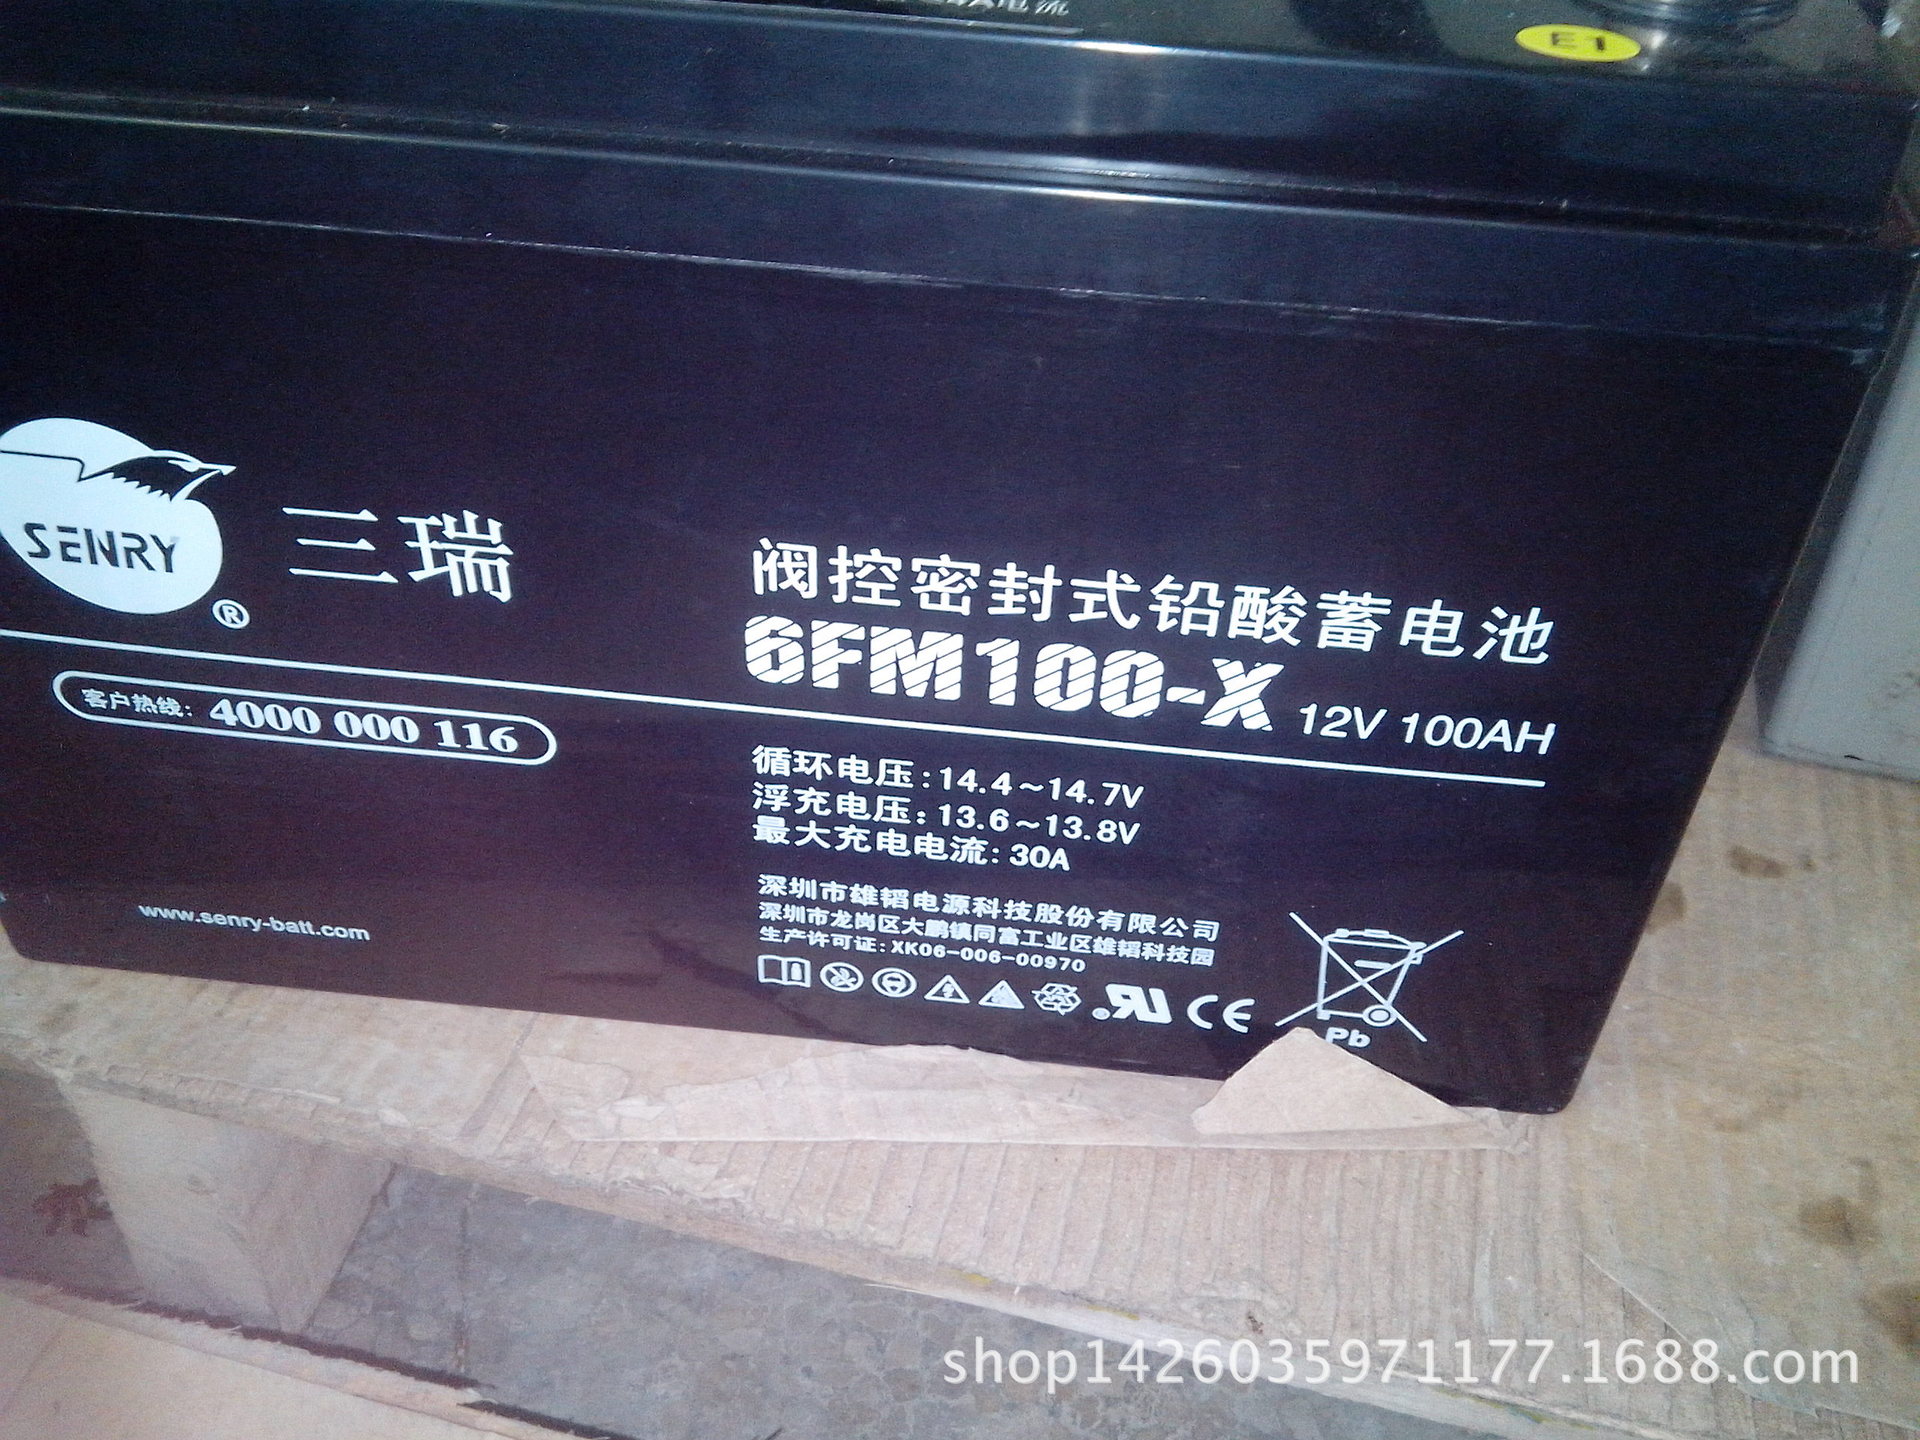 电流
E1
SENRY
®
三瑞
阀控密封式铅酸蓄电池
6FM100-X 12V 100AH
客户热线: 4000 000 116
循环电压:14.4~14.7V
浮充电压:13.6~13.8V
最大充电电流:30A
深圳市雄韬电源科技股份有限公司
深圳市龙岗区大鹏镇同富工业区雄韬科技园
生产许可证:XK06-006-00970
www.senry-batt.com
CE
Pb
shop1426035971177.1688.com